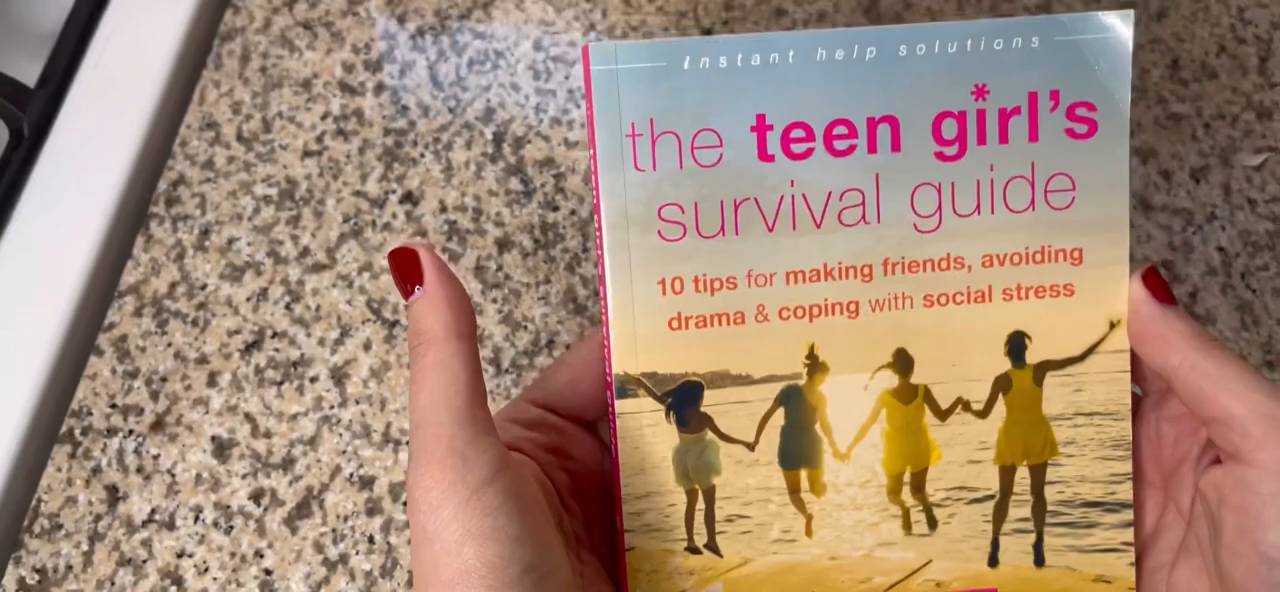 instant help solutions
the teen girl's
survival guide
10 tips for making friends, avoiding
drama & coping with social stress